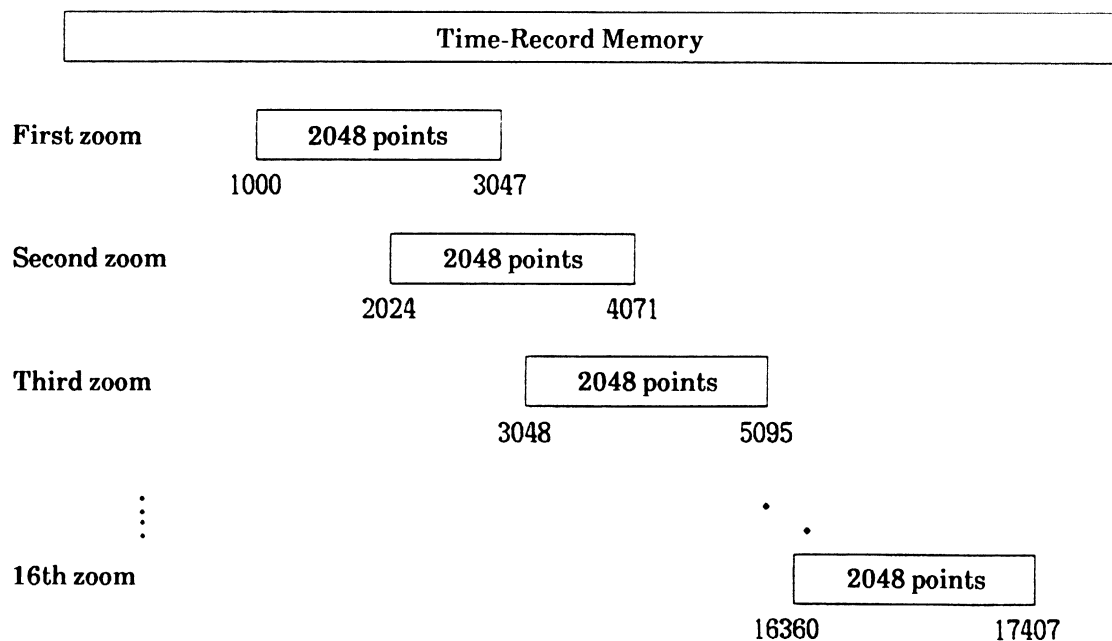 Time-Record Memory
First zoom
2048 points
1000 3047
Second zoom
2048 points
2024 4071
Third zoom
2048 points
3048 5095
16th zoom
2048 points
16360 17407